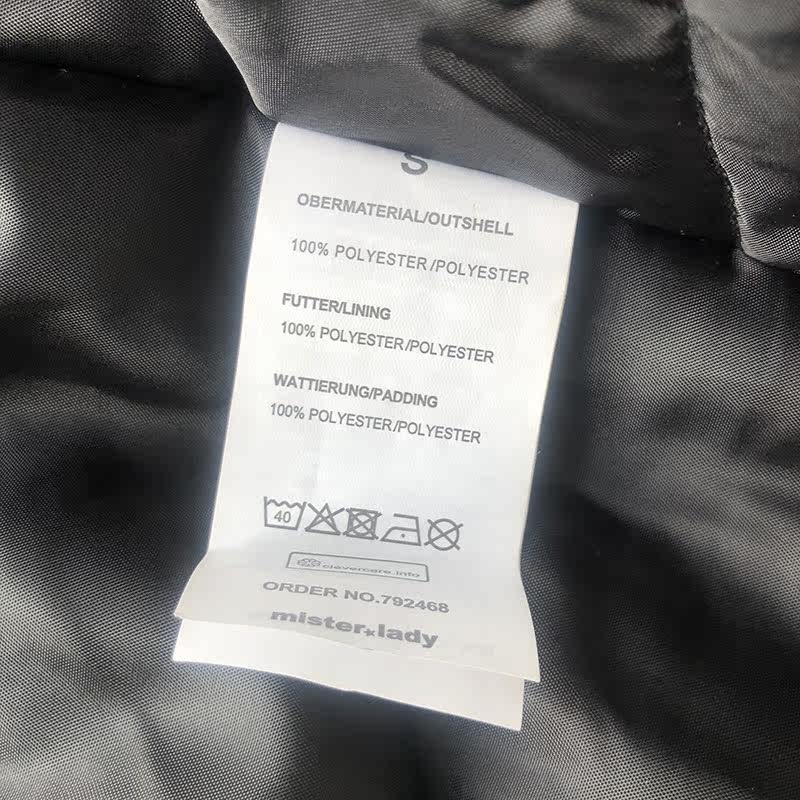 S
OBERMATERIAL/OUTSHELL
100% POLYESTER/POLYESTER
FUTTER/LINING
100% POLYESTER/POLYESTER
WATTIERUNG/PADDING
100% POLYESTER/POLYESTER
40
clevercare.info
ORDER NO.792468
mister*lady